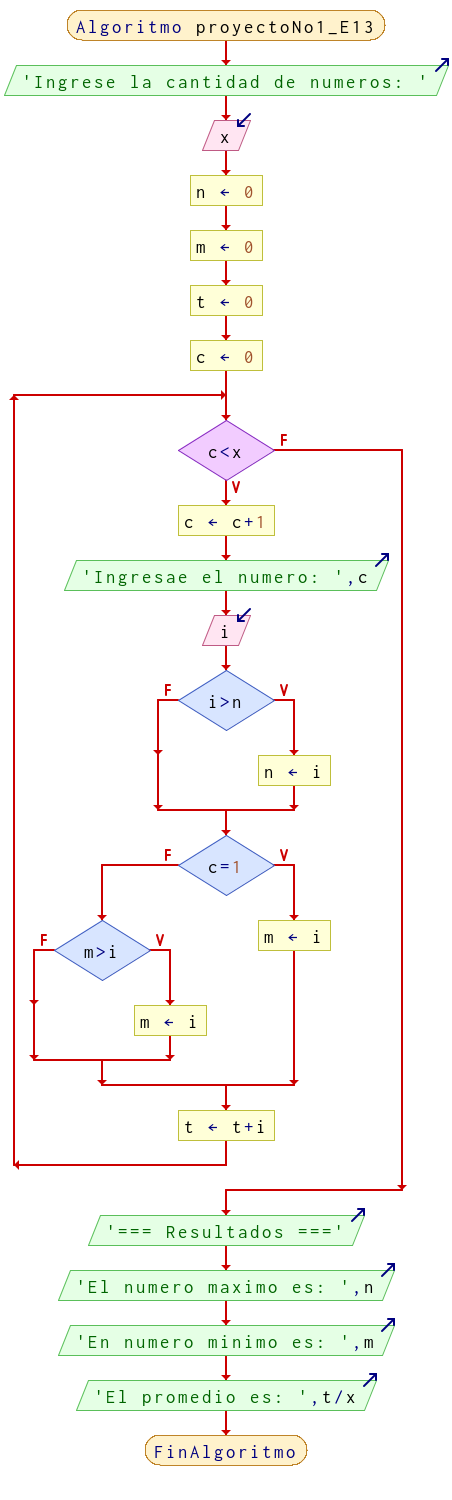 Algoritmo proyectoNo1_E13
'Ingrese la cantidad de numeros: '
x
n ← 0
m ← 0
t ← 0
c ← 0
c<x
F
V
c ← c+1
'Ingresae el numero: ',c
i
F
i>n
V
n ← i
F
c=1
V
m ← i
F
m>i
V
m ← i
t ← t+i
'=== Resultados ==='
'El numero maximo es: ',n
'En numero minimo es: ',m
'El promedio es: ',t/x
FinAlgoritmo